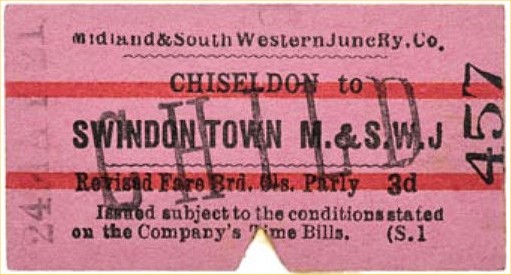 Midland&South WesternJuncRy.Co.
CHISELDON to
SWINDON TOWN M.&S.W.J
CHILD
Revised Fare 3rd. Cls. Parly 3d
Issued subject to the conditions stated
on the Company's Time Bills. (S.1
457